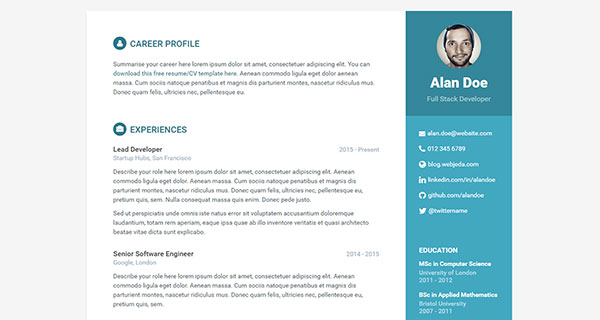 CAREER PROFILE
Summarise your career here lorem ipsum dolor sit amet, consectetuer adipiscing elit. You can
download this free resume/CV template here. Aenean commodo ligula eget dolor aenean
massa. Cum sociis natoque penatibus et magnis dis parturient montes, nascetur ridiculus mus.
Donec quam felis, ultricies nec, pellentesque eu.
EXPERIENCES
Lead Developer 2015 - Present
Startup Hubs, San Francisco
Describe your role here lorem ipsum dolor sit amet, consectetuer adipiscing elit. Aenean
commodo ligula eget dolor. Aenean massa. Cum sociis natoque penatibus et magnis dis
parturient montes, nascetur ridiculus mus. Donec quam felis, ultricies nec, pellentesque eu,
pretium quis, sem. Nulla consequat massa quis enim. Donec pede justo.
Sed ut perspiciatis unde omnis iste natus error sit voluptatem accusantium doloremque
laudantium, totam rem aperiam, eaque ipsa quae ab illo inventore veritatis et quasi architecto
vitae dicta sunt explicabo.
Senior Software Engineer 2014 - 2015
Google, London
Describe your role here lorem ipsum dolor sit amet, consectetuer adipiscing elit. Aenean
commodo ligula eget dolor. Aenean massa. Cum sociis natoque penatibus et magnis dis
parturient montes, nascetur ridiculus mus. Donec quam felis, ultricies nec, pellentesque eu,
pretium quis, sem.
Alan Doe
Full Stack Developer
alan.doe@website.com
012 345 6789
blog.webjeda.com
linkedin.com/in/alandoe
github.com/alandoe
@twittername
EDUCATION
MSc in Computer Science
University of London
2011 - 2012
BSc in Applied Mathematics
Bristol University
2007 - 2011